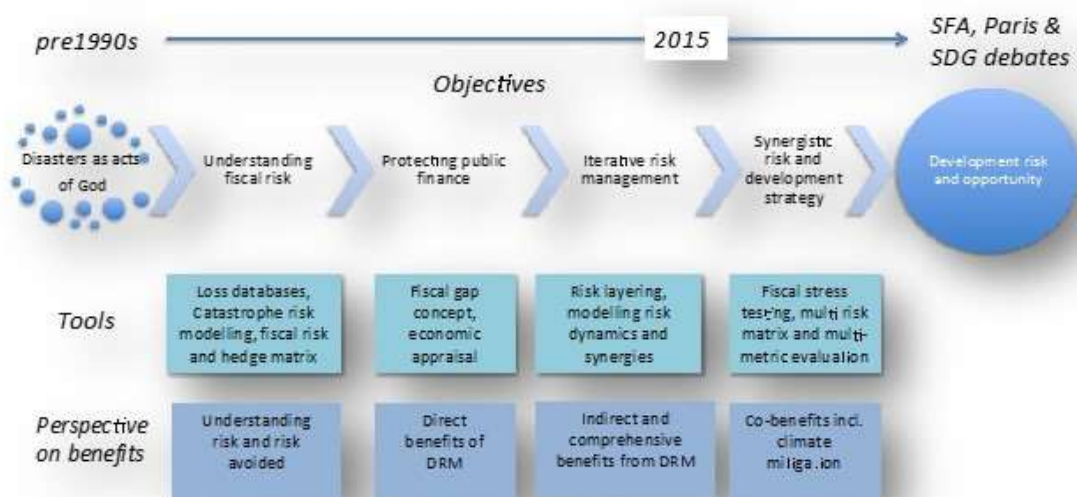 pre1990s
2015
SFA, Paris &
SDG debates
Objectives
Disasters as acts
of God
Understanding
fiscal risk
Protecting public
finance
Iterative risk
management
Synergistic
risk and
development
strategy
Development risk
and opportunity
Tools
Loss databases,
Catastrophe risk
modelling, fiscal risk
and hedge matrix
Fiscal gap
concept,
economic
appraisal
Risk layering,
modelling risk
dynamics and
synergies
Fiscal stress
testing, multi risk
matrix and multi-
metric evaluation
Perspective
on benefits
Understanding
risk and risk
avoided
Direct
benefits of
DRM
Indirect and
comprehensive
benefits from DRM
Co-benefits incl.
climate
miliga.ion